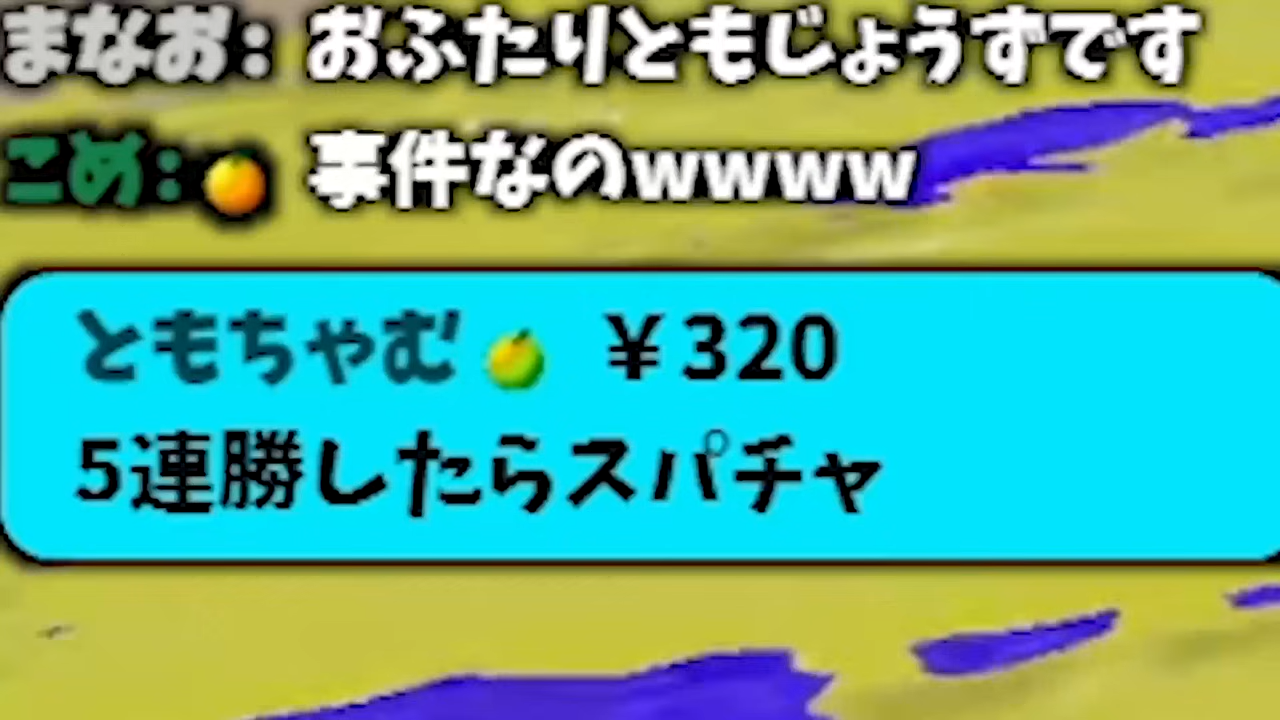 まなお: おふたりともじょうずです
こめ:🍊 事件なのwwww
ともちゃむ🍊 ￥320
5連勝したらスパチャ